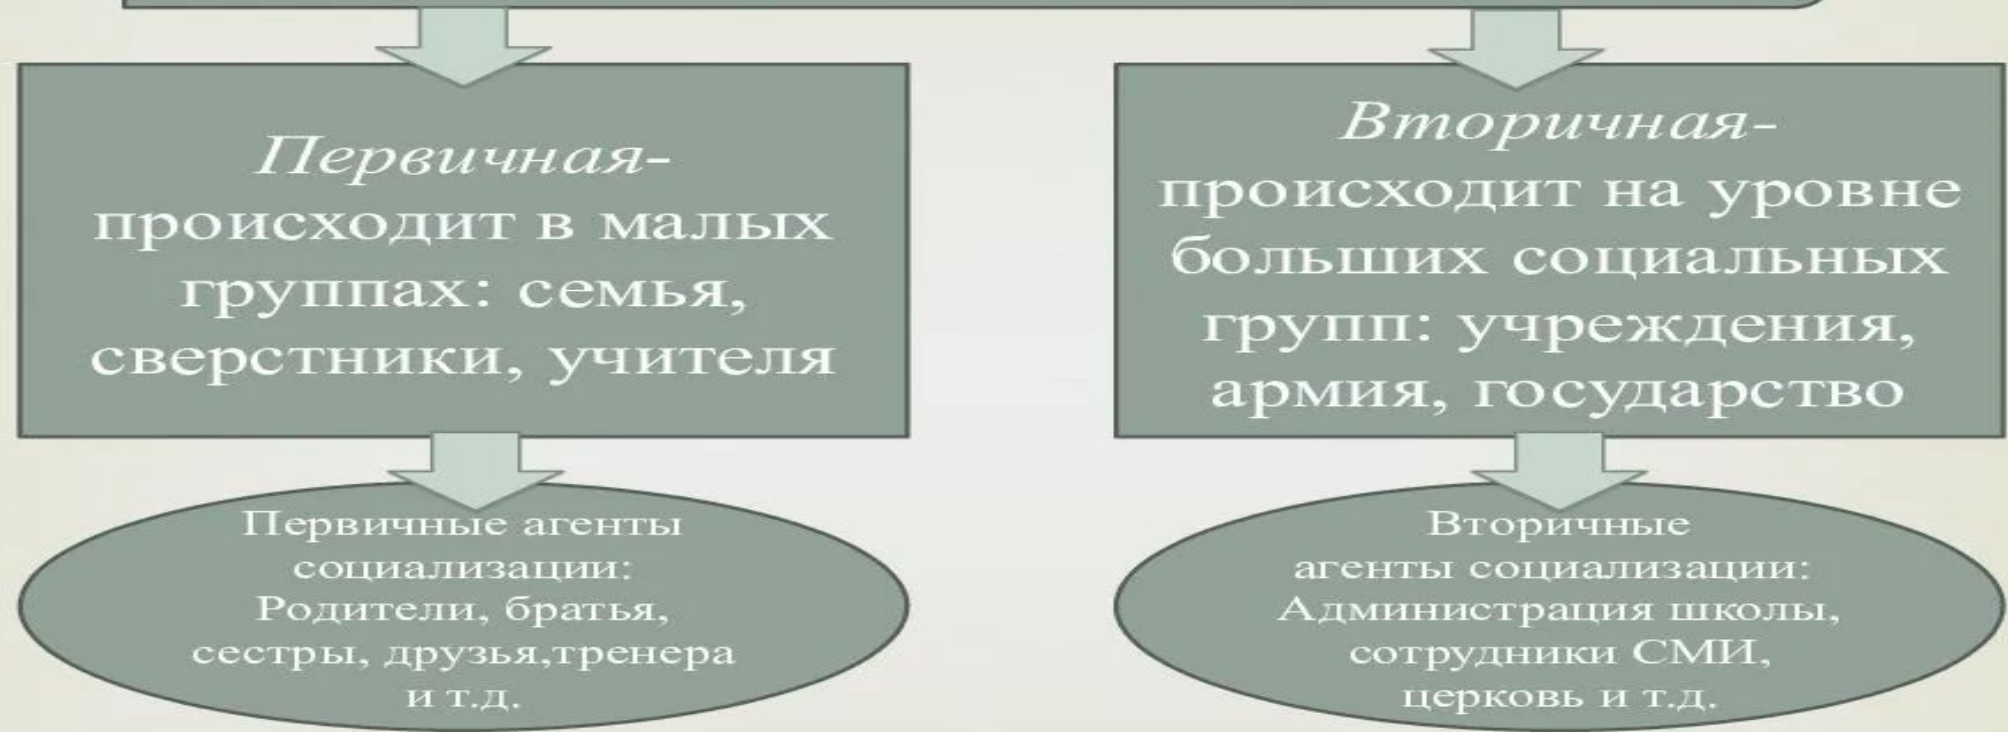 Первичная-
происходит в малых
группах: семья,
сверстники, учителя
Вторичная-
происходит на уровне
больших социальных
групп: учреждения,
армия, государство
Первичные агенты
социализации:
Родители, братья,
сестры, друзья,тренера
и т.д.
Вторичные
агенты социализации:
Администрация школы,
сотрудники СМИ,
церковь и т.д.